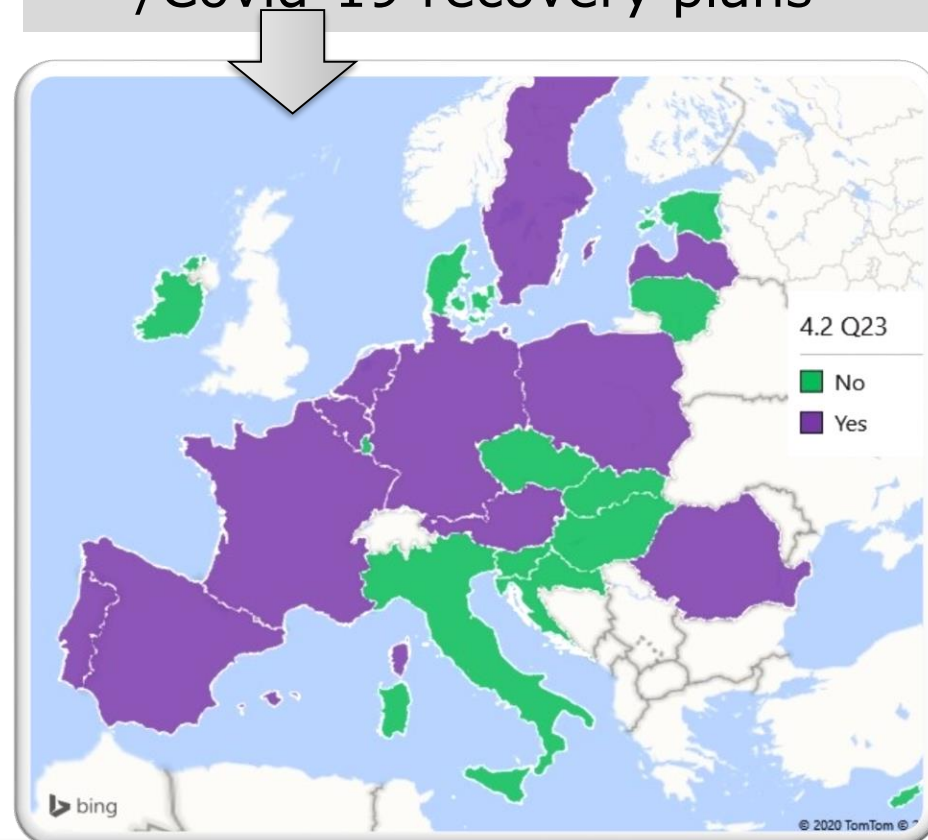 /Covid-19 recovery plans
4.2 Q23
No
Yes
bing
© 2020 TomTom ©